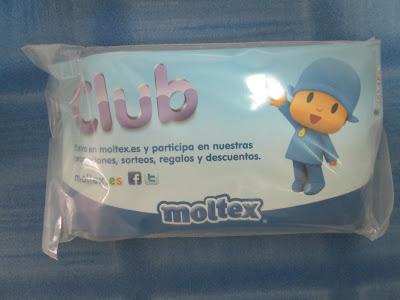 Club
Entra en moltex.es y participa en nuestras
promociones, sorteos, regalos y descuentos.
moltex.es
moltex